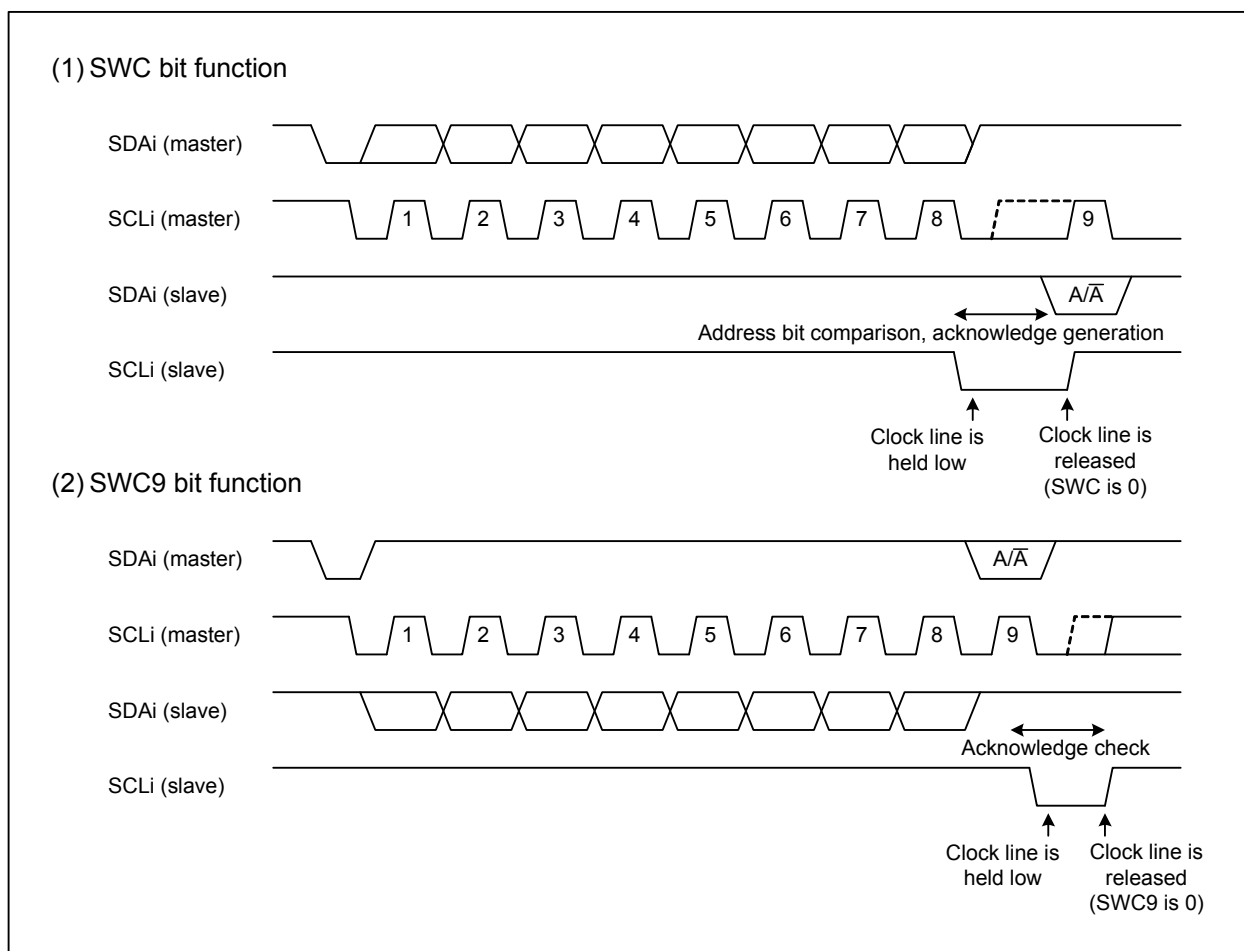 (1) SWC bit function
SDAi (master)
SCLi (master)
1 2 3 4 5 6 7 8 9
SDAi (slave)
A/A̅
Address bit comparison, acknowledge generation
SCLi (slave)
Clock line is
held low
Clock line is
released
(SWC is 0)
(2) SWC9 bit function
SDAi (master)
A/A̅
SCLi (master)
1 2 3 4 5 6 7 8 9
SDAi (slave)
Acknowledge check
SCLi (slave)
Clock line is
held low
Clock line is
released
(SWC9 is 0)